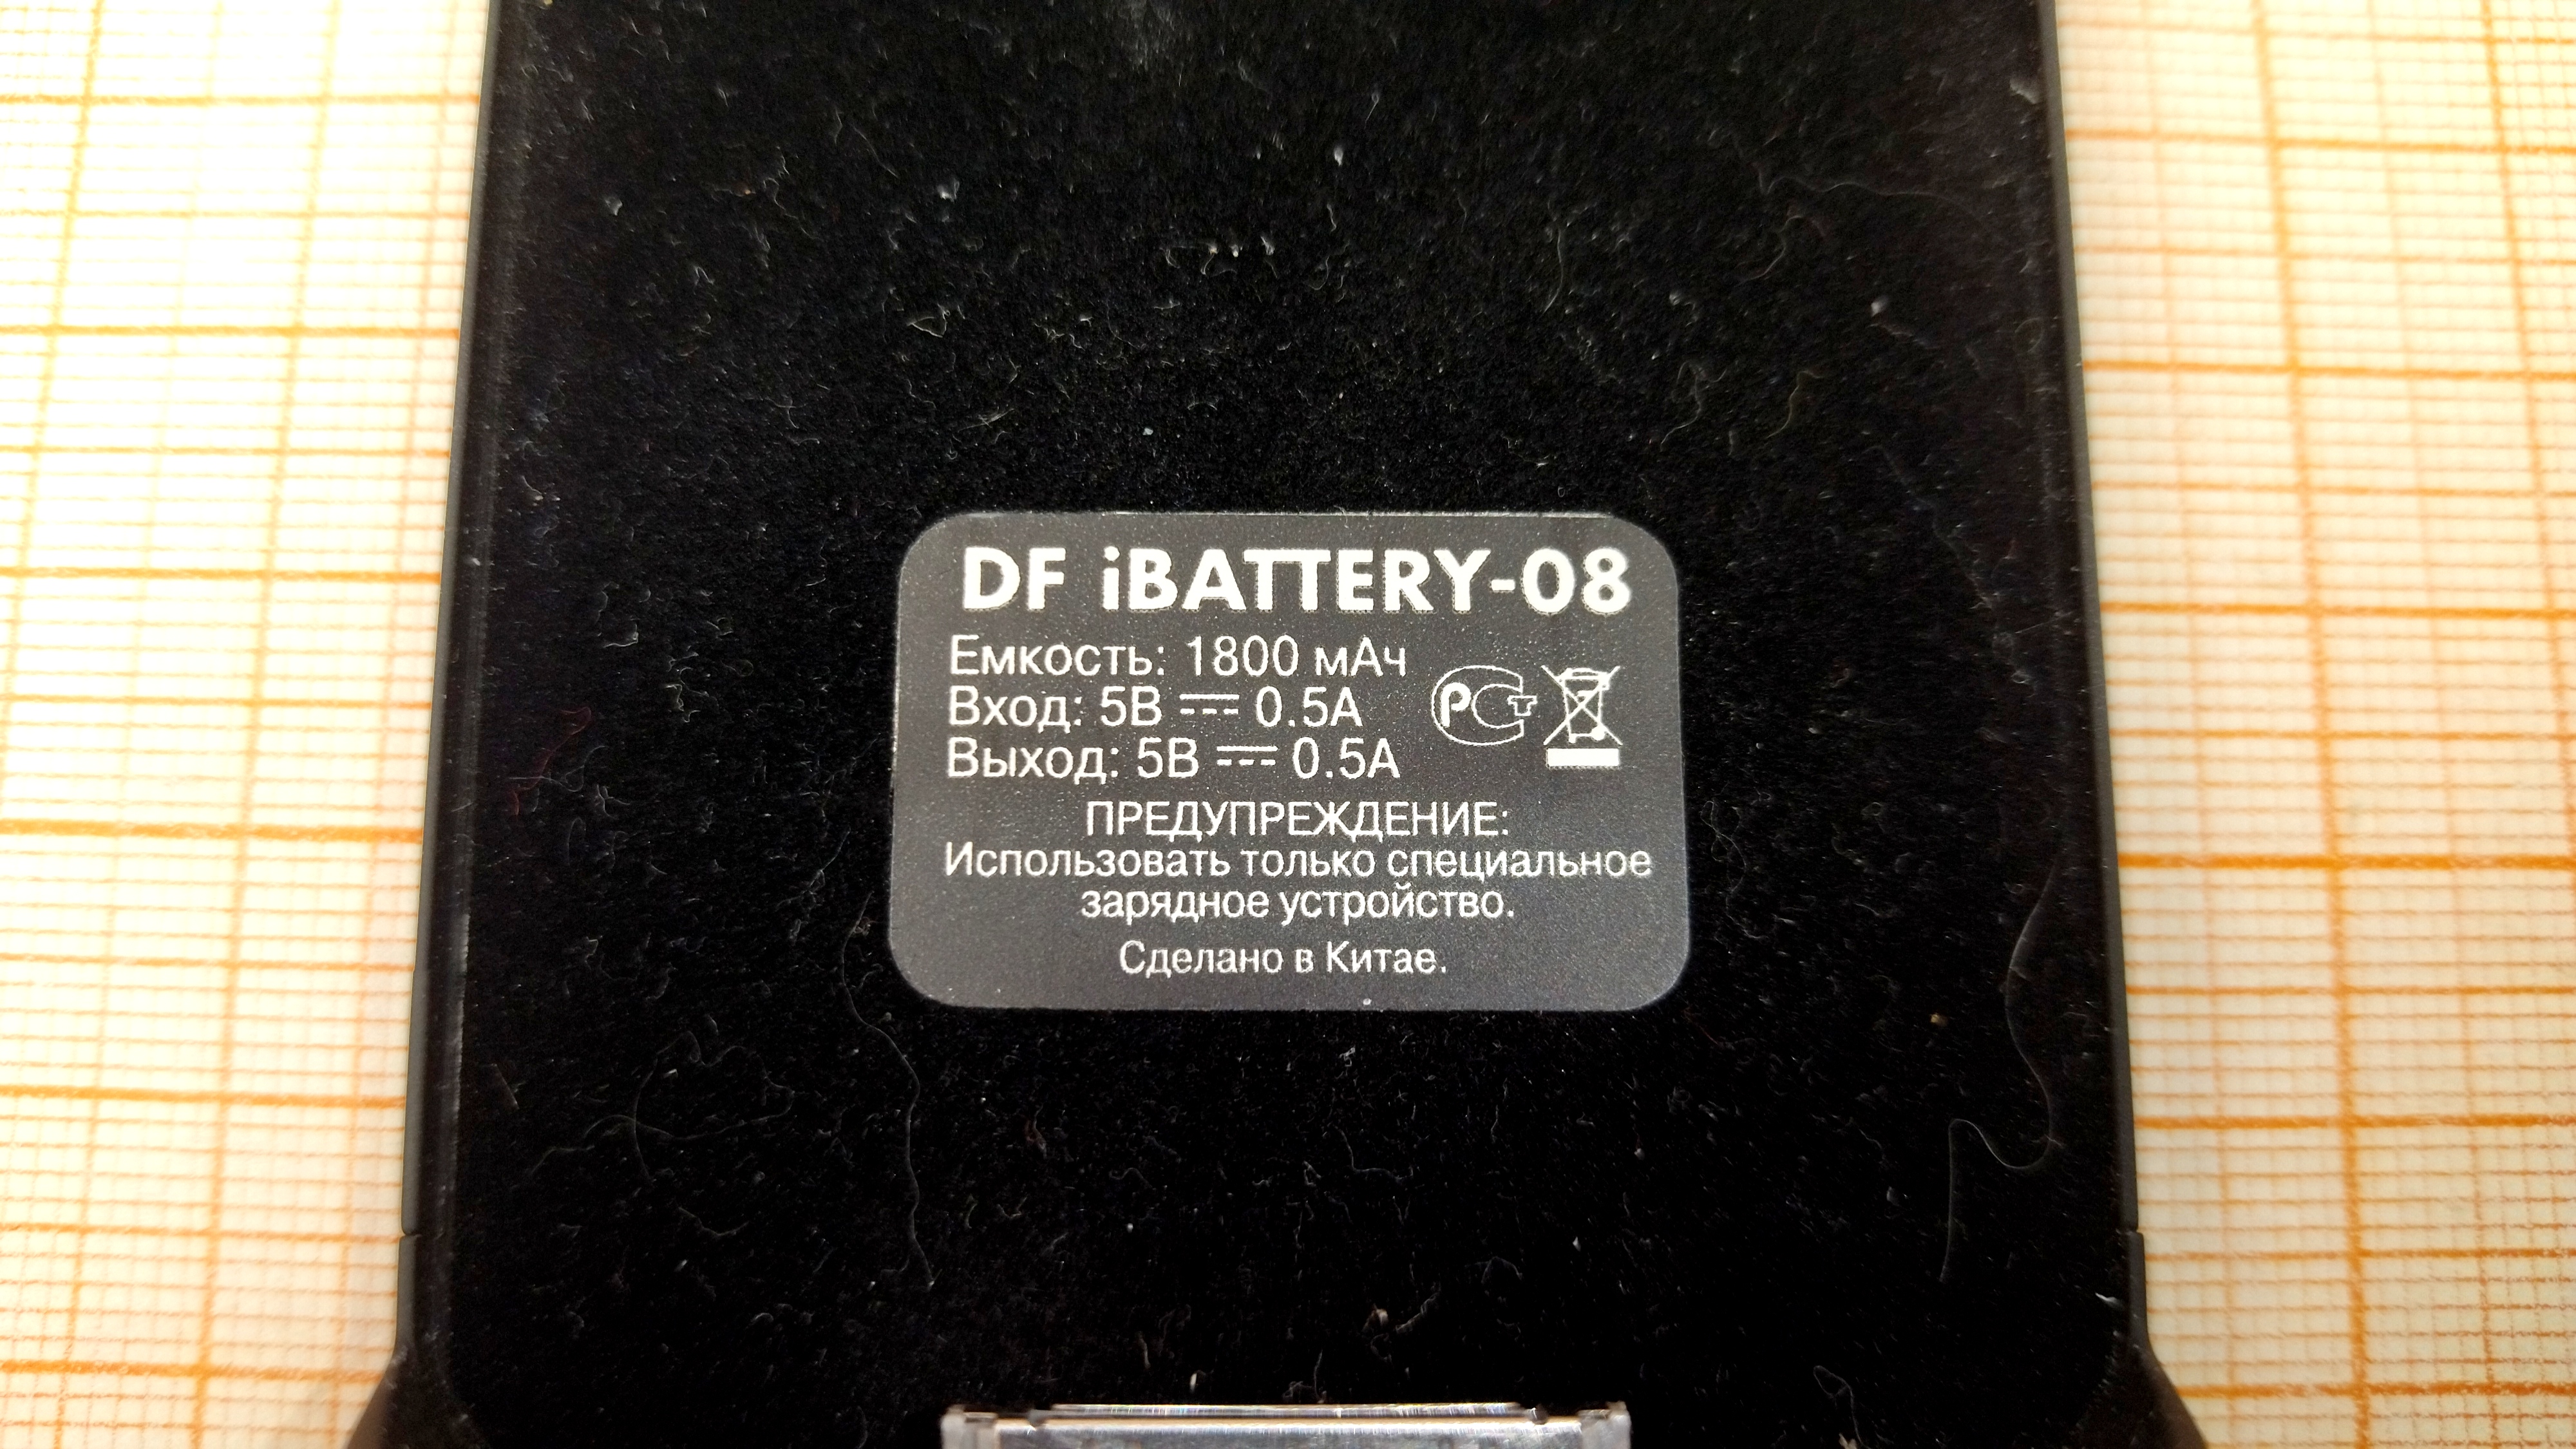 DF iBATTERY-08
Емкость: 1800 мАч
Вход: 5В ⎓ 0.5А
Выход: 5В ⎓ 0.5А
РСт
ПРЕДУПРЕЖДЕНИЕ:
Использовать только специальное
зарядное устройство.
Сделано в Китае.